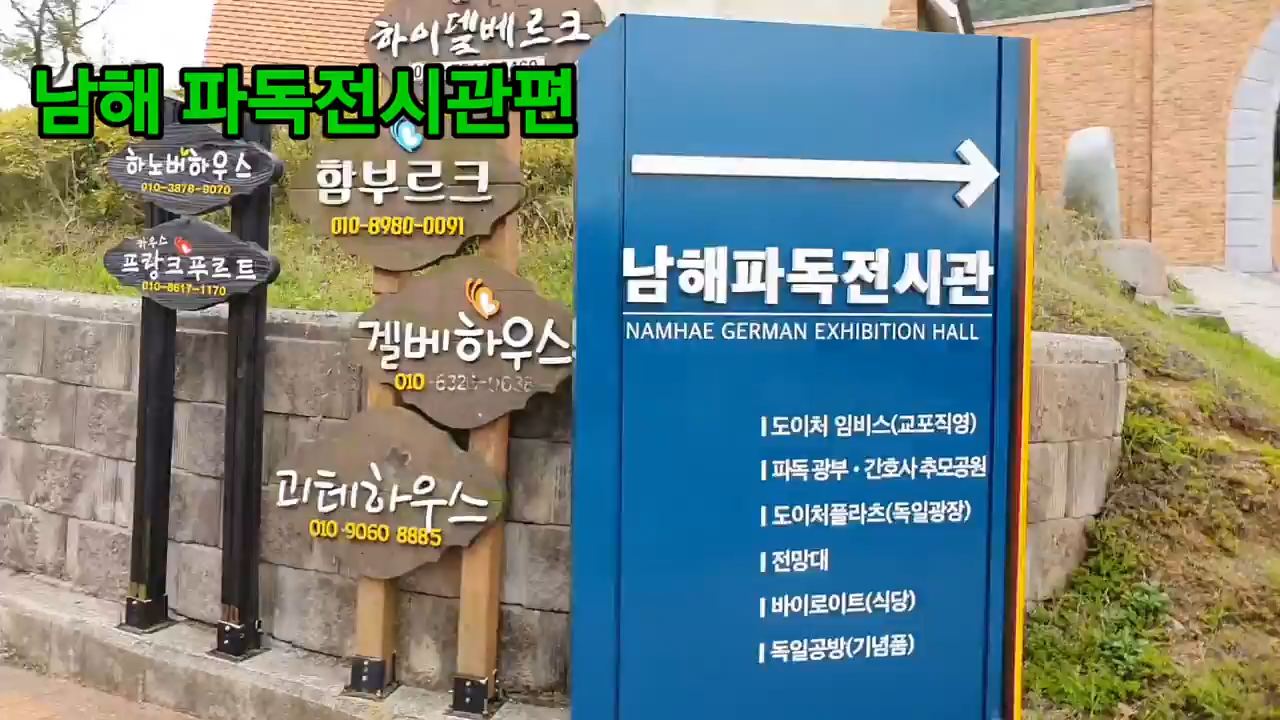 하이델베르크
남해 파독전시관편
하노버하우스
010-3878-9070
하우스
프랑크푸르트
010-8617-1170
함부르크
010-8980-0091
겔베하우스
010
괴테하우스
010 9060 8885
남해파독전시관
NAMHAE GERMAN EXHIBITION HALL
도이처 임비스(교포직영)
파독 광부·간호사 추모공원
도이처플라츠(독일광장)
전망대
바이로이트(식당)
독일공방(기념품)